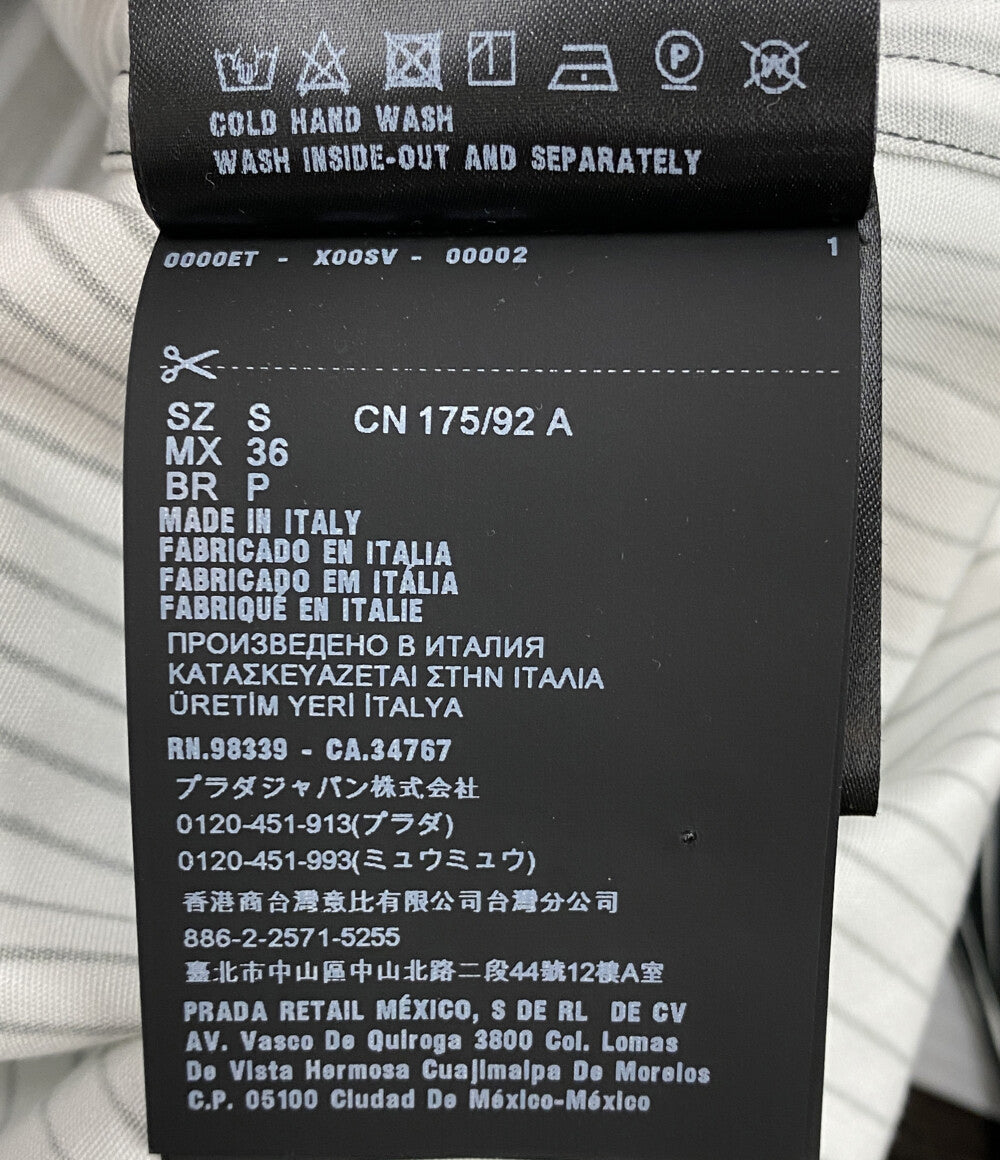 P
W
COLD HAND WASH
WASH INSIDE-OUT AND SEPARATELY
0000ET - X00SV - 00002 1
SZ S CN 175/92 A
MX 36
BR P
MADE IN ITALY
FABRICADO EN ITALIA
FABRICADO EM ITÁLIA
FABRIQUÉ EN ITALIE
ПРОИЗВЕДЕНО В ИТАЛИЯ
ΚΑΤΑΣΚΕΥΑΖΕΤΑΙ ΣΤΗΝ ΙΤΑΛΙΑ
ÜRETİM YERİ İTALYA
RN.98339 - CA.34767
プラダジャパン株式会社
0120-451-913(プラダ)
0120-451-993(ミュウミュウ)
香港商台灣意比有限公司台灣分公司
886-2-2571-5255
臺北市中山區中山北路二段44號12樓A室
PRADA RETAIL MÉXICO, S DE RL DE CV
AV. Vasco De Quiroga 3800 Col. Lomas
De Vista Hermosa Cuajimalpa De Morelos
C.P. 05100 Ciudad De México-México